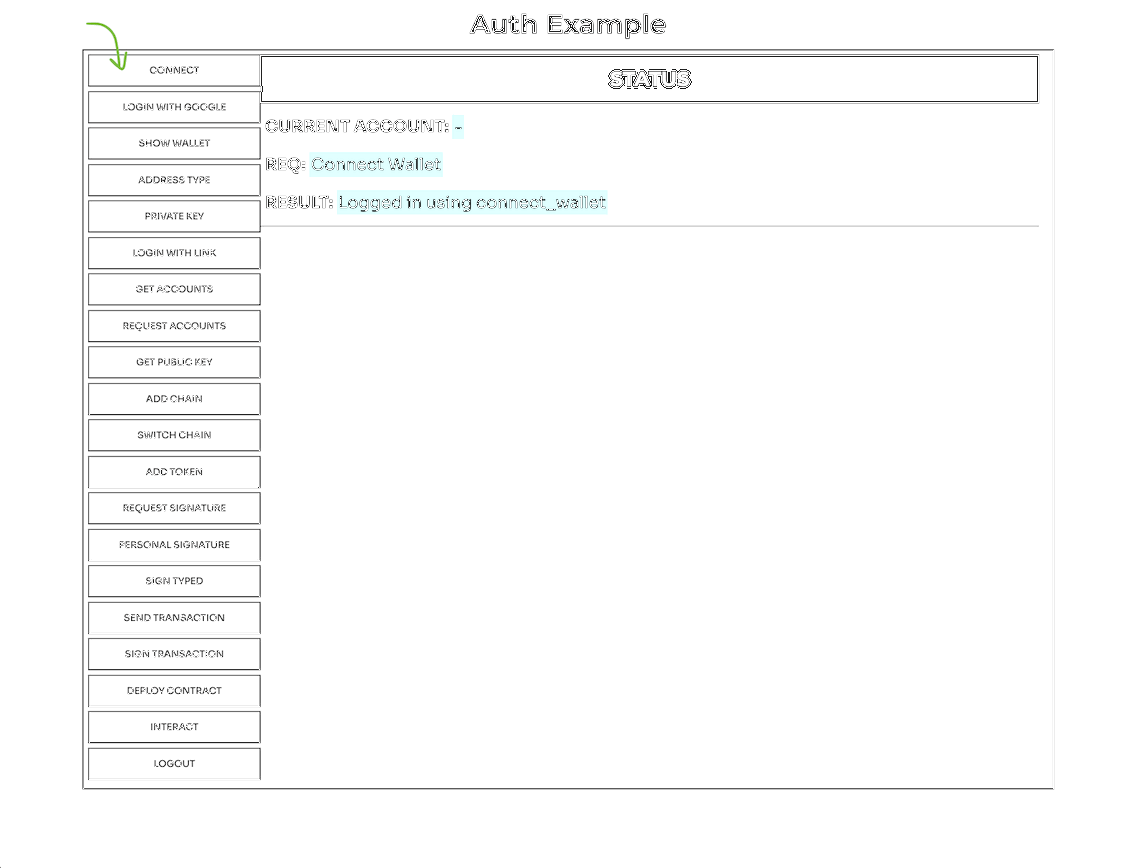 Auth Example
CONNECT
LOGIN WITH GOOGLE
SHOW WALLET
ADDRESS TYPE
PRIVATE KEY
LOGIN WITH LINK
GET ACCOUNTS
REQUEST ACCOUNTS
GET PUBLIC KEY
ADD CHAIN
SWITCH CHAIN
ADD TOKEN
REQUEST SIGNATURE
PERSONAL SIGNATURE
SIGN TYPED
SEND TRANSACTION
SIGN TRANSACTION
DEPLOY CONTRACT
INTERACT
LOGOUT
STATUS
CURRENT ACCOUNT: -
REQ: Connect Wallet
RESULT: Logged in using connect_wallet